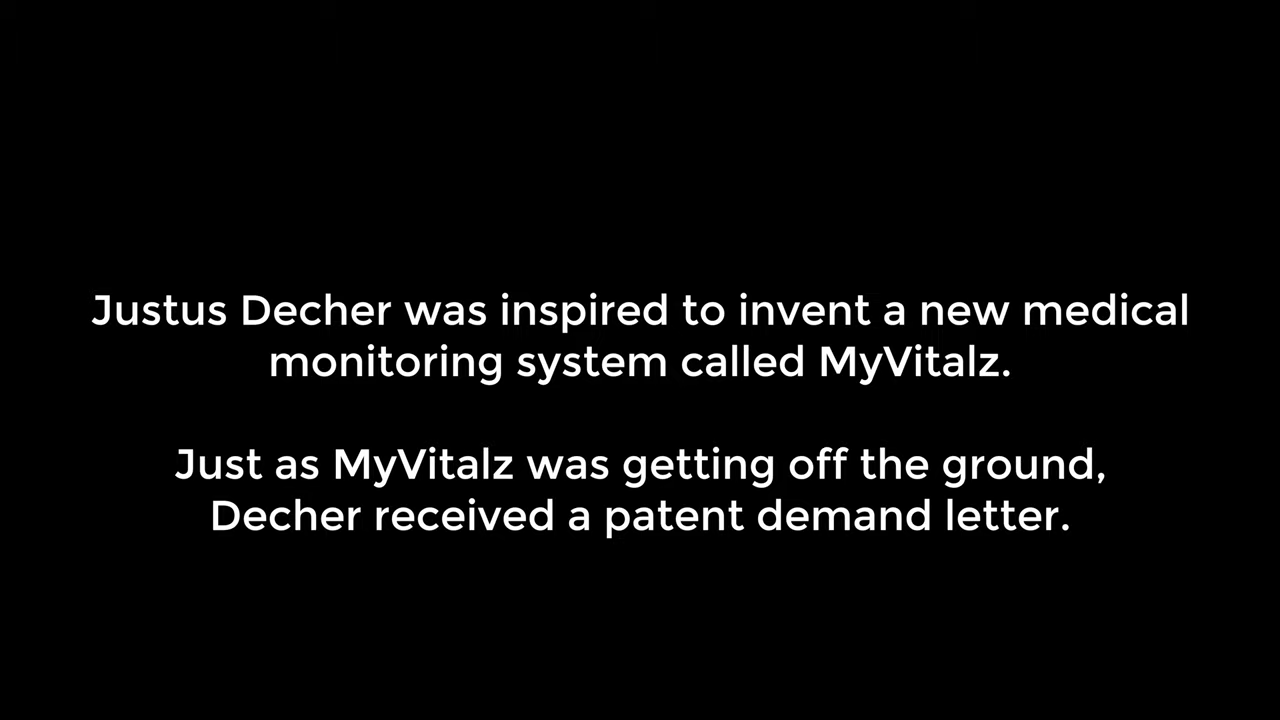 Justus Decher was inspired to invent a new medical
monitoring system called MyVitalz.
Just as MyVitalz was getting off the ground,
Decher received a patent demand letter.